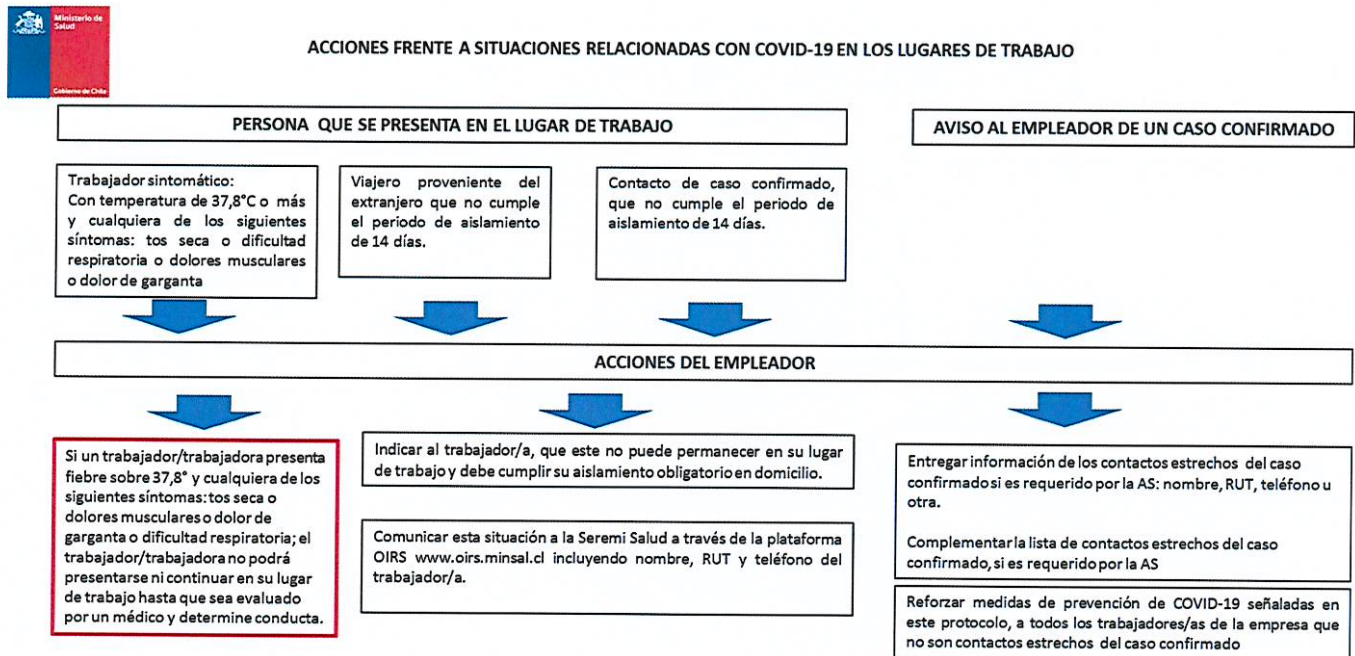 Ministerio de
Salud
Gobierno de Chile
ACCIONES FRENTE A SITUACIONES RELACIONADAS CON COVID-19 EN LOS LUGARES DE TRABAJO
PERSONA QUE SE PRESENTA EN EL LUGAR DE TRABAJO
AVISO AL EMPLEADOR DE UN CASO CONFIRMADO
Trabajador sintomático:
Con temperatura de 37,8°C o más
y cualquiera de los siguientes
síntomas: tos seca o dificultad
respiratoria o dolores musculares
o dolor de garganta
Viajero proveniente del
extranjero que no cumple
el periodo de aislamiento
de 14 días.
Contacto de caso confirmado,
que no cumple el periodo de
aislamiento de 14 días.
ACCIONES DEL EMPLEADOR
Si un trabajador/trabajadora presenta
fiebre sobre 37,8° y cualquiera de los
siguientes síntomas: tos seca o
dolores musculares o dolor de
garganta o dificultad respiratoria; el
trabajador/trabajadora no podrá
presentarse ni continuar en su lugar
de trabajo hasta que sea evaluado
por un médico y determine conducta.
Indicar al trabajador/a, que este no puede permanecer en su lugar
de trabajo y debe cumplir su aislamiento obligatorio en domicilio.
Comunicar esta situación a la Seremi Salud a través de la plataforma
OIRS www.oirs.minsal.cl incluyendo nombre, RUT y teléfono del
trabajador/a.
Entregar información de los contactos estrechos del caso
confirmado si es requerido por la AS: nombre, RUT, teléfono u
otra.
Complementar la lista de contactos estrechos del caso
confirmado, si es requerido por la AS
Reforzar medidas de prevención de COVID-19 señaladas en
este protocolo, a todos los trabajadores/as de la empresa que
no son contactos estrechos del caso confirmado